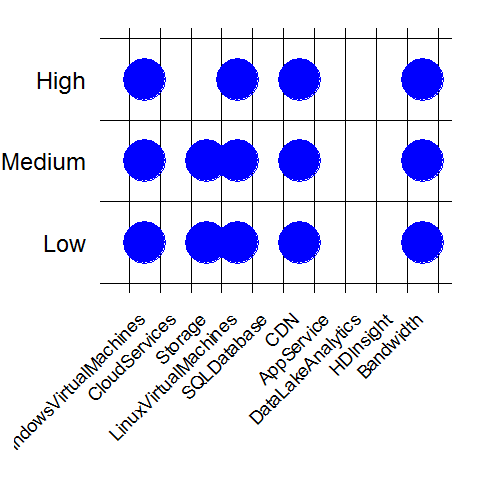 High
Medium
Low
ndowsVirtualMachines
CloudServices
Storage
LinuxVirtualMachines
SQLDatabase
CDN
AppService
DataLakeAnalytics
HDInsight
Bandwidth